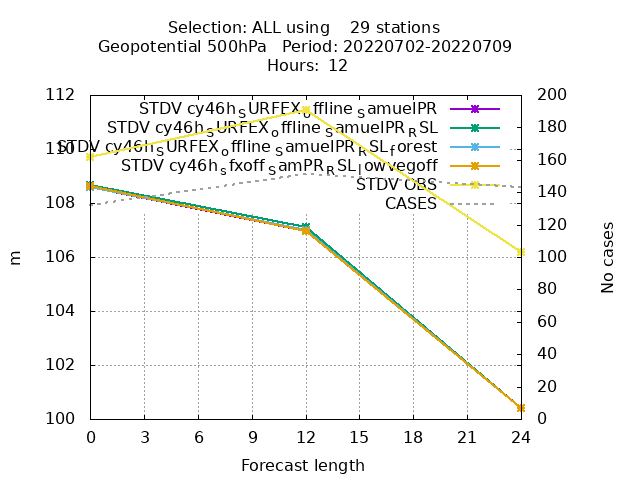 Selection: ALL using    29 stations
Geopotential 500hPa   Period: 20220702-20220709
Hours:  12
112
110
108
106
104
102
100
m
STDV cy46h_SURFEX_offline_SamuelPR
STDV cy46h_SURFEX_offline_SamuelPR_RSL
STDV cy46h_SURFEX_offline_SamuelPR_RSL_forest
STDV cy46h_sfxoff_SamPR_RSL_lowvegoff
STDV OBS
CASES
200
180
160
140
120
100
80
60
40
20
0
No cases
0 3 6 9 12 15 18 21 24
Forecast length